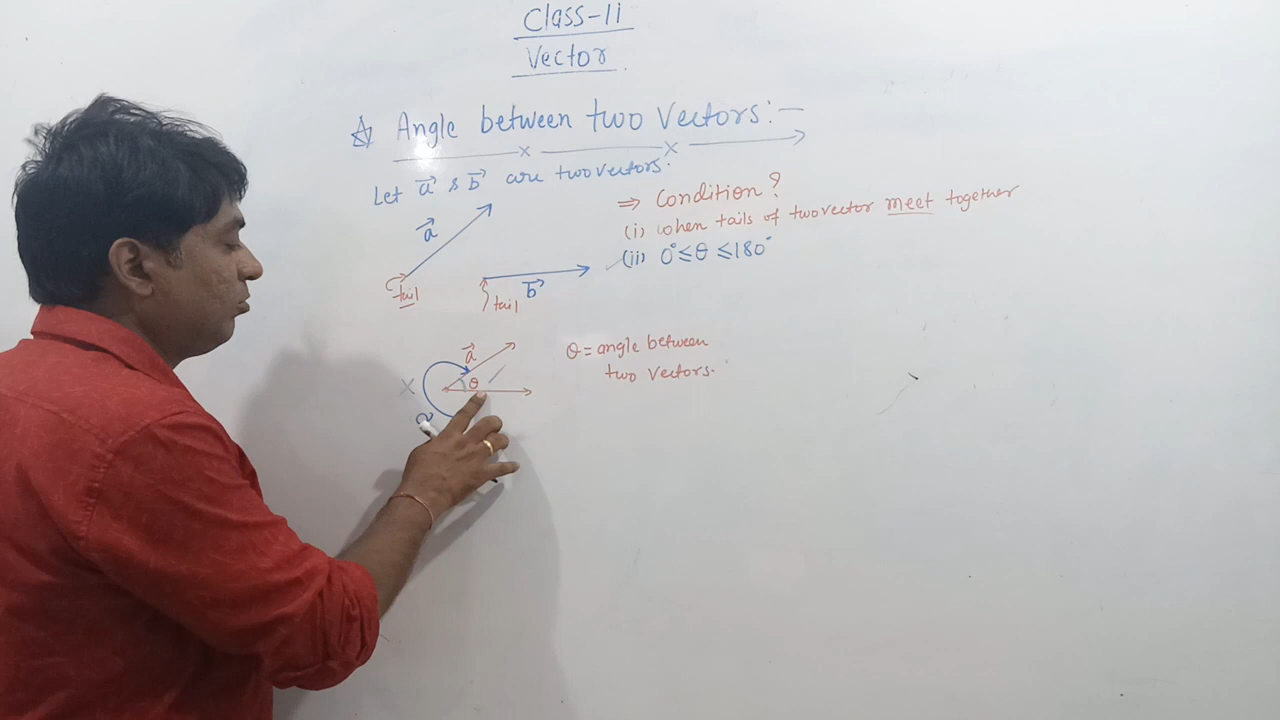 Class-11
Vector
☆ Angle between two Vectors:-
Let a⃗ & b⃗ are two vectors.
a⃗
tail
b⃗
tail
⇒ Condition?
(i) when tails of two vector meet together
(ii) 0° ≤ θ ≤ 180°
a⃗
θ
×
θ = angle between
two vectors.